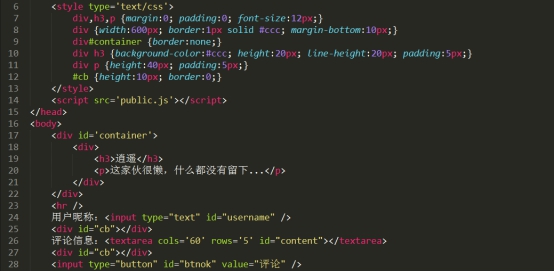 6 <style type='text/css'>
7 div,h3,p {margin:0; padding:0; font-size:12px;}
8 div {width:600px; border:1px solid #ccc; margin-bottom:10px;}
9 div#container {border:none;}
10 div h3 {background-color:#ccc; height:20px; line-height:20px; padding:5px;}
11 div p {height:40px; padding:5px;}
12 #cb {height:10px; border:0;}
13 </style>
14 <script src='public.js'></script>
15 </head>
16 <body>
17 <div id='container'>
18 <div>
19 <h3>逍遥</h3>
20 <p>这家伙很懒，什么都没有留下...</p>
21 </div>
22 </div>
23 <hr />
24 用户昵称：<input type="text" id="username" />
25 <div id="cb"></div>
26 评论信息：<textarea cols='60' rows='5' id="content"></textarea>
27 <div id="cb"></div>
28 <input type="button" id="btnok" value="评论" />